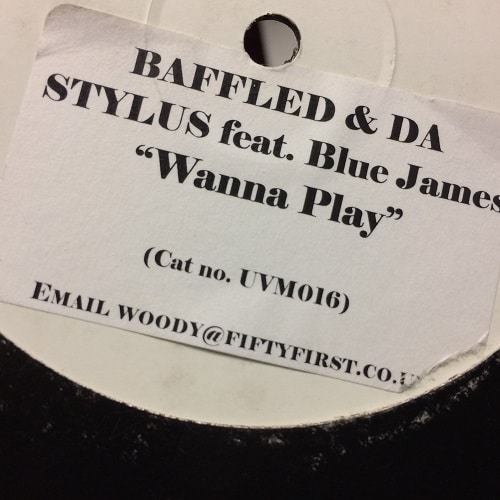 BAFFLED & DA
STYLUS feat. Blue James
“Wanna Play”
(Cat no. UVM016)
EMAIL WOODY@FIFTYFIRST.CO.U